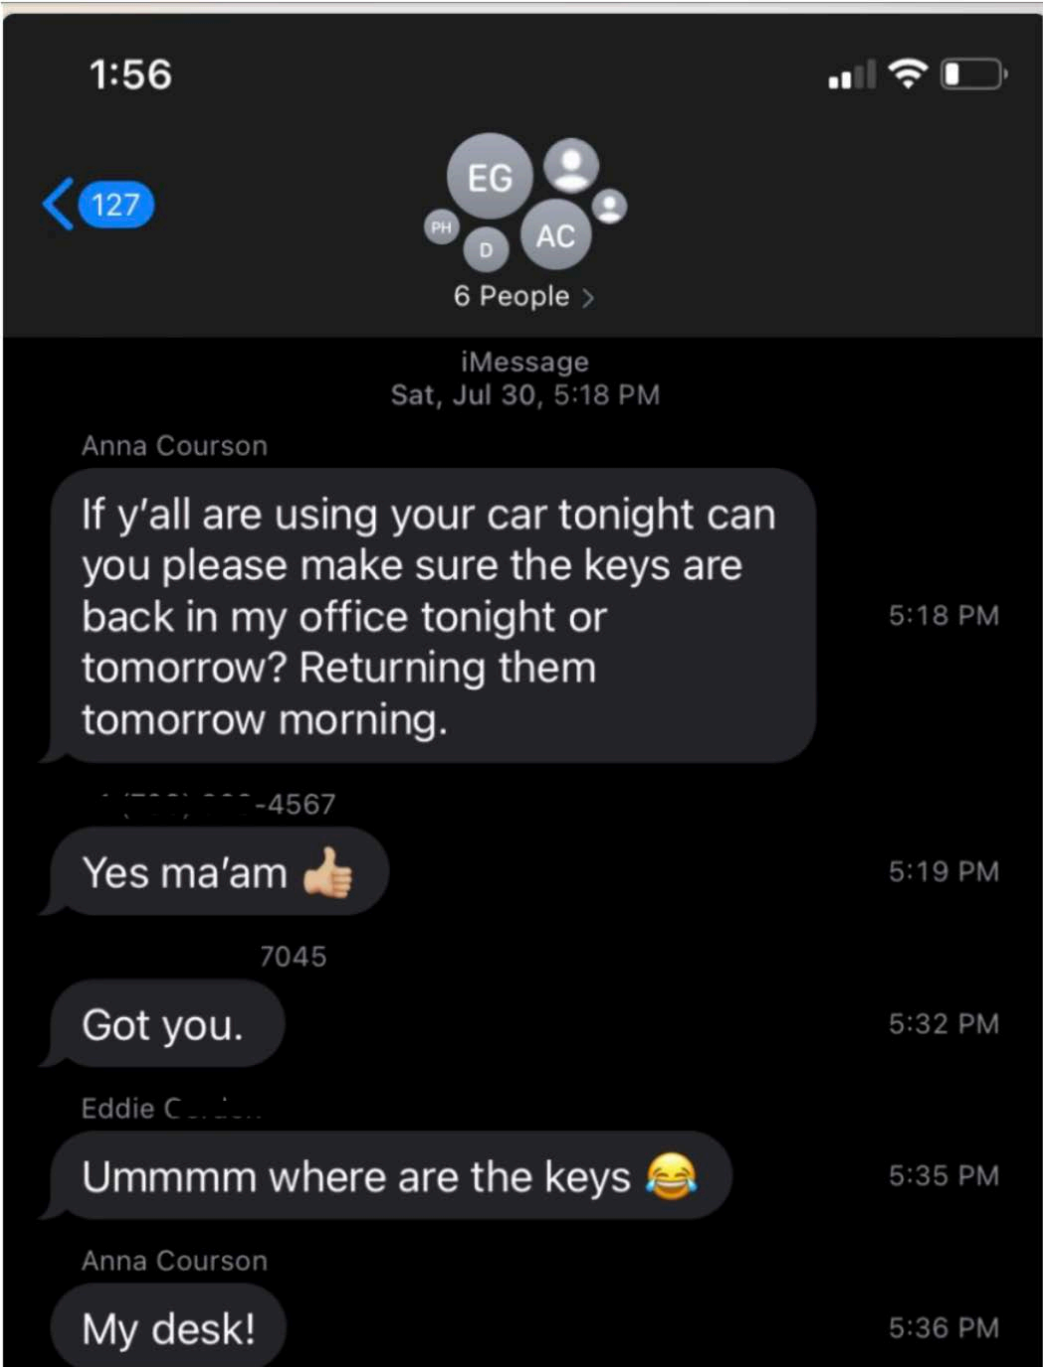 1:56
127
EG
PH
D
AC
6 People >
iMessage
Sat, Jul 30, 5:18 PM
Anna Courson
If y'all are using your car tonight can
you please make sure the keys are
back in my office tonight or
tomorrow? Returning them
tomorrow morning.
5:18 PM
-4567
Yes ma'am 👍🏼
5:19 PM
7045
Got you.
5:32 PM
Eddie
Ummmm where are the keys 😂
5:35 PM
Anna Courson
My desk!
5:36 PM